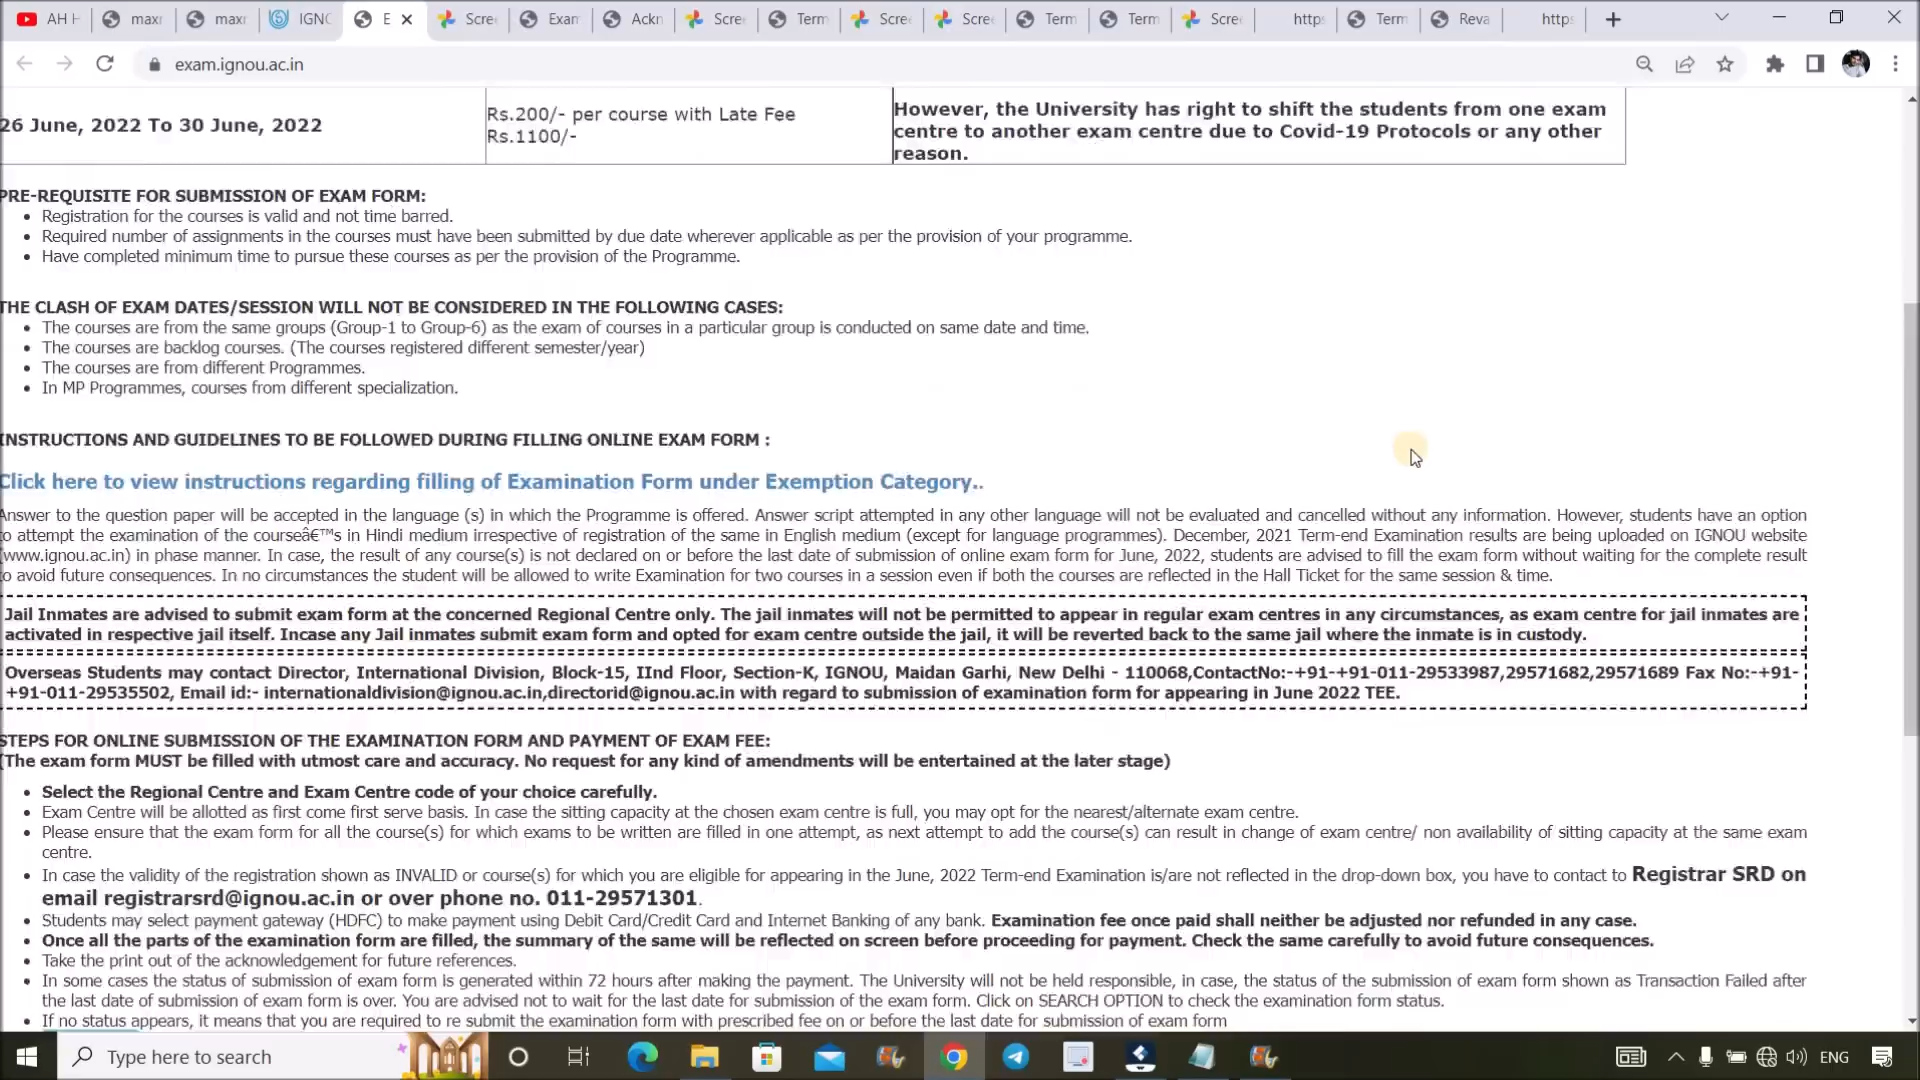 AH H
maxr
maxr
IGNO
E
Scree
Exam
Ackn
Scree
Term
Scree
Scree
Term
Term
Scree
https
Term
Reva
https
exam.ignou.ac.in
26 June, 2022 To 30 June, 2022
Rs.200/- per course with Late Fee
Rs.1100/-
However, the University has right to shift the students from one exam
centre to another exam centre due to Covid-19 Protocols or any other
reason.
PRE-REQUISITE FOR SUBMISSION OF EXAM FORM:
Registration for the courses is valid and not time barred.
Required number of assignments in the courses must have been submitted by due date wherever applicable as per the provision of your programme.
Have completed minimum time to pursue these courses as per the provision of the Programme.
THE CLASH OF EXAM DATES/SESSION WILL NOT BE CONSIDERED IN THE FOLLOWING CASES:
The courses are from the same groups (Group-1 to Group-6) as the exam of courses in a particular group is conducted on same date and time.
The courses are backlog courses. (The courses registered different semester/year)
The courses are from different Programmes.
In MP Programmes, courses from different specialization.
INSTRUCTIONS AND GUIDELINES TO BE FOLLOWED DURING FILLING ONLINE EXAM FORM :
Click here to view instructions regarding filling of Examination Form under Exemption Category..
Answer to the question paper will be accepted in the language (s) in which the Programme is offered. Answer script attempted in any other language will not be evaluated and cancelled without any information. However, students have an option
to attempt the examination of the courseâ€™s in Hindi medium irrespective of registration of the same in English medium (except for language programmes). December, 2021 Term-end Examination results are being uploaded on IGNOU website
(www.ignou.ac.in) in phase manner. In case, the result of any course(s) is not declared on or before the last date of submission of online exam form for June, 2022, students are advised to fill the exam form without waiting for the complete result
to avoid future consequences. In no circumstances the student will be allowed to write Examination for two courses in a session even if both the courses are reflected in the Hall Ticket for the same session & time.
Jail Inmates are advised to submit exam form at the concerned Regional Centre only. The jail inmates will not be permitted to appear in regular exam centres in any circumstances, as exam centre for jail inmates are
activated in respective jail itself. Incase any Jail inmates submit exam form and opted for exam centre outside the jail, it will be reverted back to the same jail where the inmate is in custody.
Overseas Students may contact Director, International Division, Block-15, IInd Floor, Section-K, IGNOU, Maidan Garhi, New Delhi - 110068,ContactNo:-+91-+91-011-29533987,29571682,29571689 Fax No:-+91-
+91-011-29535502, Email id:- internationaldivision@ignou.ac.in,directorid@ignou.ac.in with regard to submission of examination form for appearing in June 2022 TEE.
STEPS FOR ONLINE SUBMISSION OF THE EXAMINATION FORM AND PAYMENT OF EXAM FEE:
(The exam form MUST be filled with utmost care and accuracy. No request for any kind of amendments will be entertained at the later stage)
Select the Regional Centre and Exam Centre code of your choice carefully.
Exam Centre will be allotted as first come first serve basis. In case the sitting capacity at the chosen exam centre is full, you may opt for the nearest/alternate exam centre.
Please ensure that the exam form for all the course(s) for which exams to be written are filled in one attempt, as next attempt to add the course(s) can result in change of exam centre/ non availability of sitting capacity at the same exam
centre.
In case the validity of the registration shown as INVALID or course(s) for which you are eligible for appearing in the June, 2022 Term-end Examination is/are not reflected in the drop-down box, you have to contact to Registrar SRD on
email registrarsrd@ignou.ac.in or over phone no. 011-29571301.
Students may select payment gateway (HDFC) to make payment using Debit Card/Credit Card and Internet Banking of any bank. Examination fee once paid shall neither be adjusted nor refunded in any case.
Once all the parts of the examination form are filled, the summary of the same will be reflected on screen before proceeding for payment. Check the same carefully to avoid future consequences.
Take the print out of the acknowledgement for future references.
In some cases the status of submission of exam form is generated within 72 hours after making the payment. The University will not be held responsible, in case, the status of the submission of exam form shown as Transaction Failed after
the last date of submission of exam form is over. You are advised not to wait for the last date for submission of the exam form. Click on SEARCH OPTION to check the examination form status.
If no status appears, it means that you are required to re submit the examination form with prescribed fee on or before the last date for submission of exam form
Type here to search
ENG